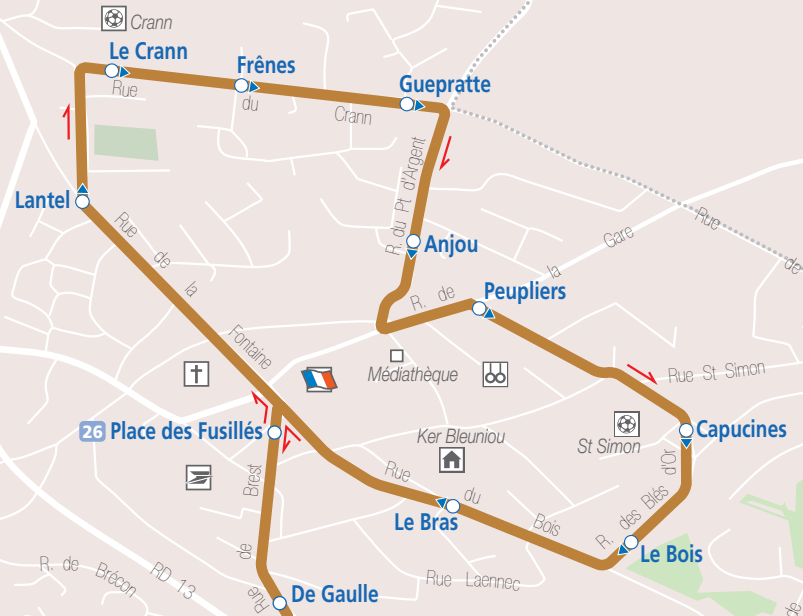 Crann
Le Crann
Frênes
Guepratte
Rue
du
Crann
R. du Pt d'Argent
Lantel
Anjou
Rue
de
la
Fontaine
R. de
la
Gare
Rue
de
Peupliers
Médiathèque
Rue St Simon
26 Place des Fusillés
Ker Bleuniou
St Simon
Capucines
Rue
du
Bois
Le Bras
R. des Blés
d'Or
Le Bois
Rue
de
Brest
R. de Brécon
RD 13
Rue Laennec
De Gaulle
de